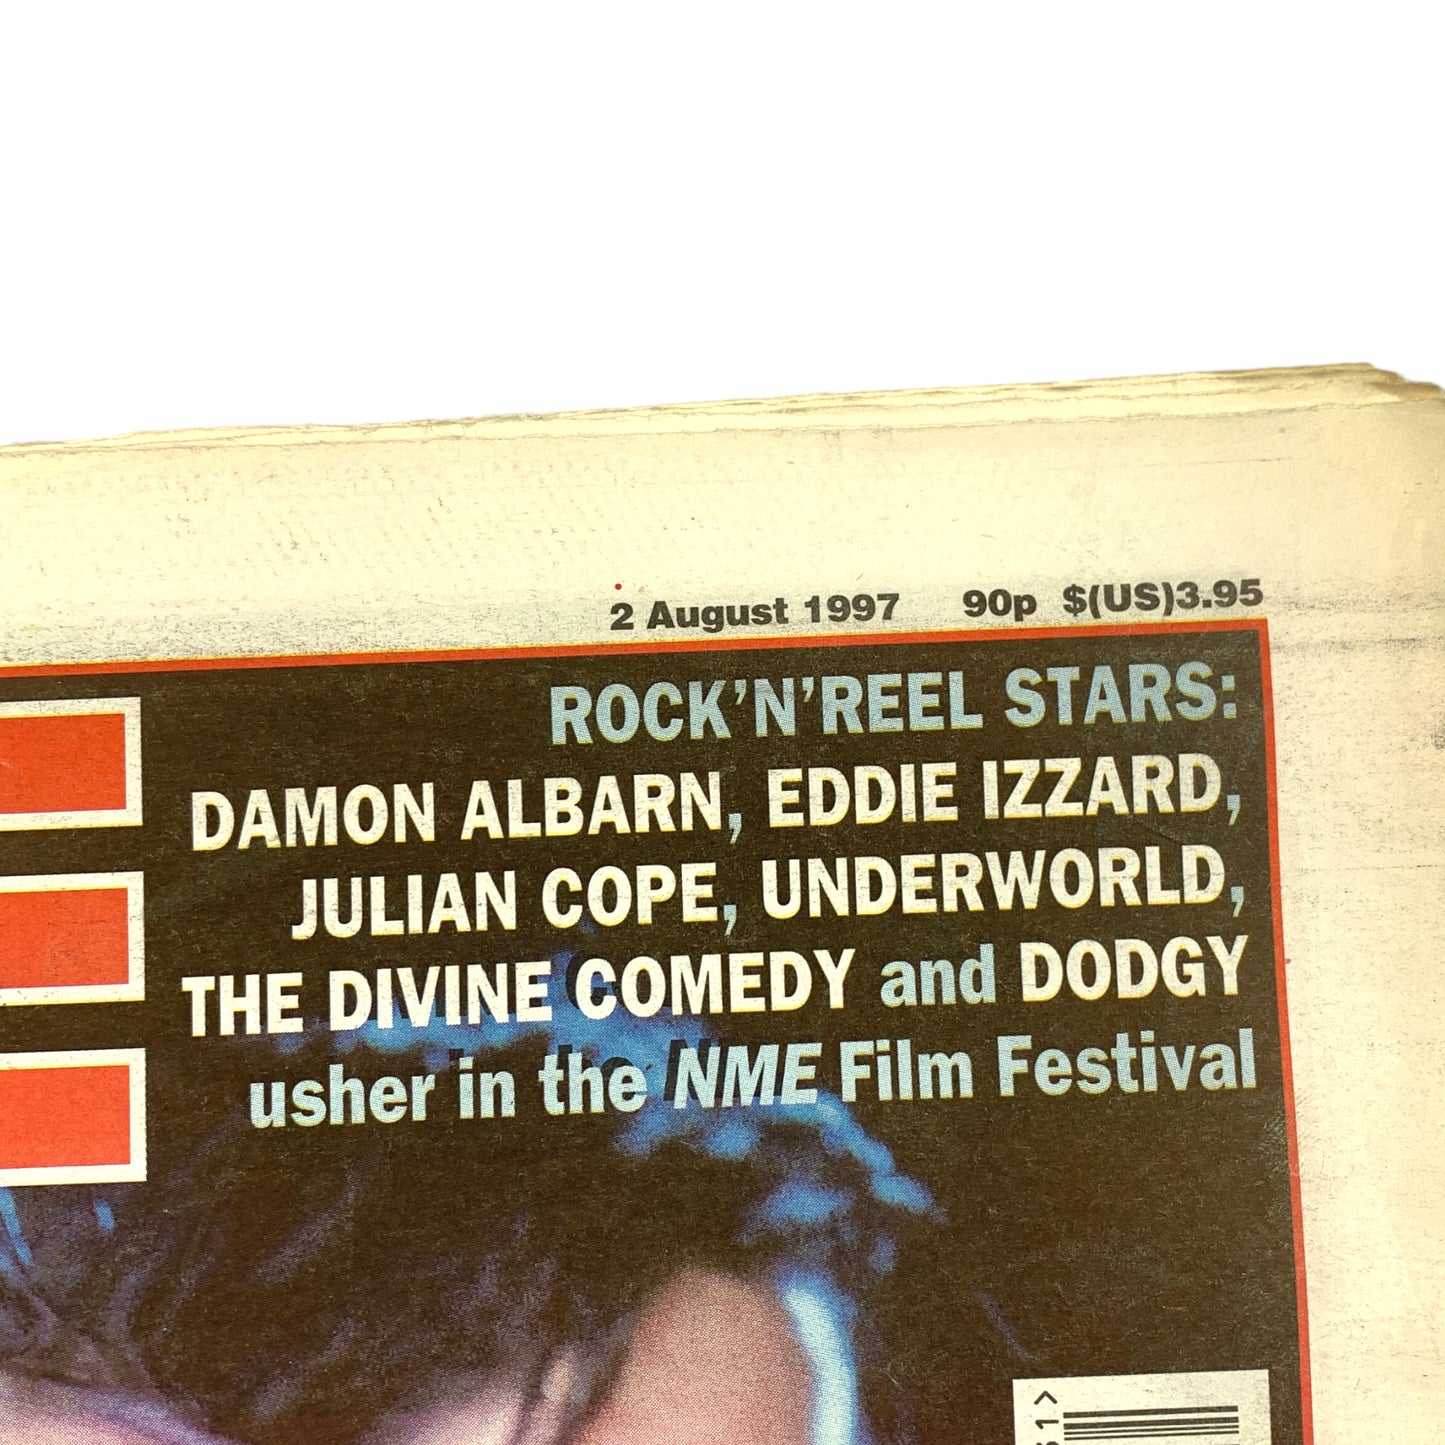 2 August 1997 90p $(US)3.95
ROCK'N'REEL STARS:
DAMON ALBARN, EDDIE IZZARD,
JULIAN COPE, UNDERWORLD,
THE DIVINE COMEDY and DODGY
usher in the NME Film Festival